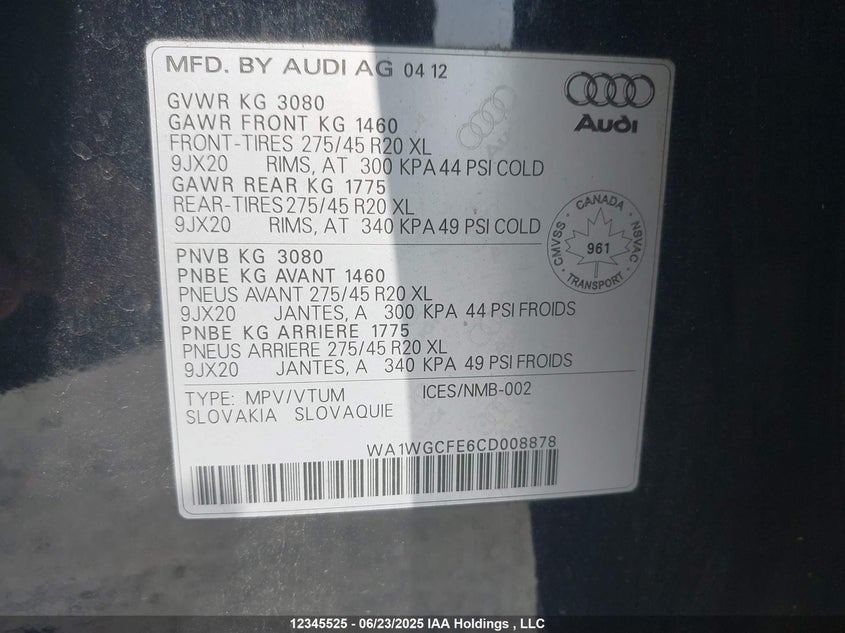 MFD. BY AUDI AG 04 12
Audi
GVWR KG 3080
GAWR FRONT KG 1460
FRONT-TIRES 275/45 R20 XL
9JX20 RIMS, AT 300 KPA 44 PSI COLD
GAWR REAR KG 1775
REAR-TIRES 275/45 R20 XL
9JX20 RIMS, AT 340 KPA 49 PSI COLD
CANADA
CMVSS
961
NSVAC
TRANSPORT
PNVB KG 3080
PNBE KG AVANT 1460
PNEUS AVANT 275/45 R20 XL
9JX20 JANTES, A 300 KPA 44 PSI FROIDS
PNBE KG ARRIERE 1775
PNEUS ARRIERE 275/45 R20 XL
9JX20 JANTES, A 340 KPA 49 PSI FROIDS
TYPE: MPV/VTUM ICES/NMB-002
SLOVAKIA SLOVAQUIE
WA1WGCFE6CD008878
12345525 - 06/23/2025 IAA Holdings , LLC